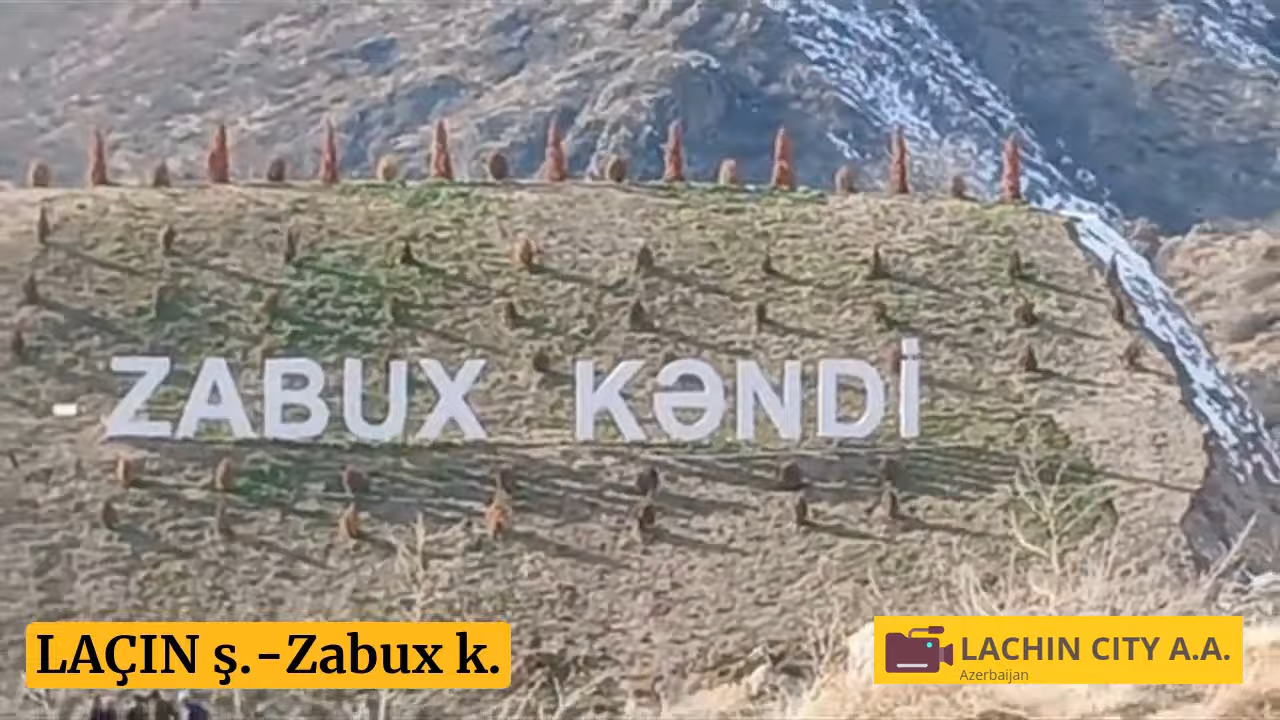 ZABUX KƏNDİ
LAÇIN ş.-Zabux k.
LACHIN CITY A.A.
Azerbaijan